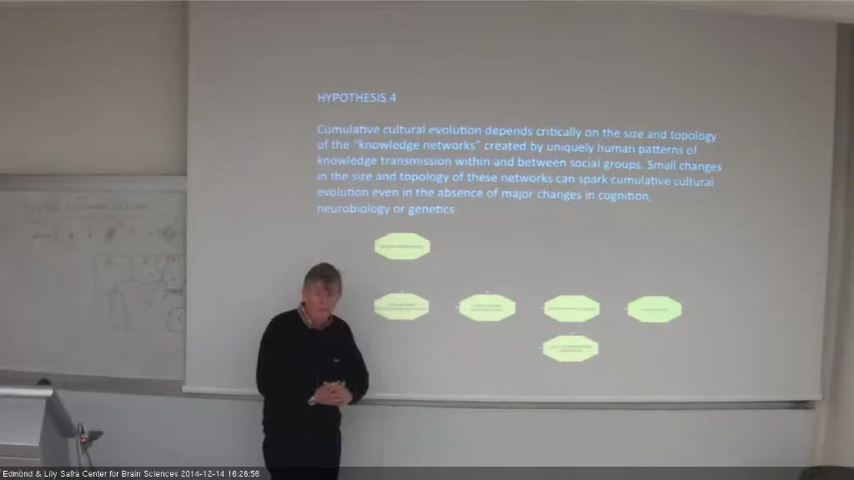 HYPOTHESIS 4
Cumulative cultural evolution depends critically on the size and topology
of the "knowledge networks" created by uniquely human patterns of
knowledge transmission within and between social groups. Small changes
in the size and topology of these networks can spark cumulative cultural
evolution even in the absence of major changes in cognition,
neurobiology or genetics
Edmond & Lily Safra Center for Brain Sciences 2014-12-14 16:26:56